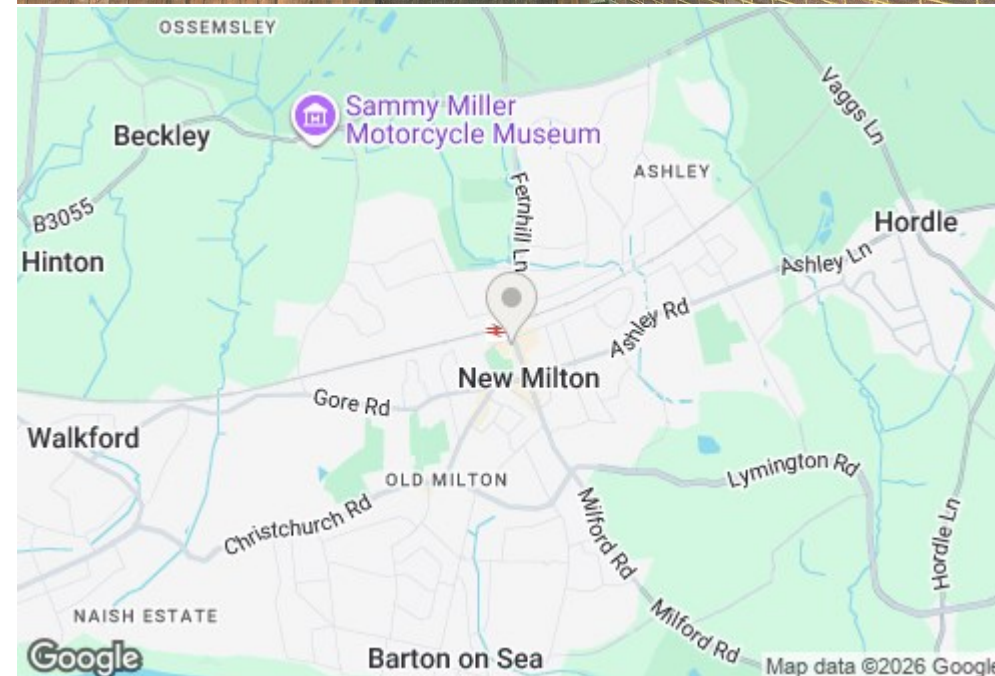 OSSEMSLEY
Vaggs Ln
Sammy Miller
Motorcycle Museum
Beckley
ASHLEY
Fernhill Ln
B3055
Hordle
Hinton
Ashley Ln
Ashley Rd
New Milton
Gore Rd
Walkford
Lymington Rd
OLD MILTON
Christchurch Rd
Milford Rd
Hordle Ln
NAISH ESTATE
Milford Rd
Barton on Sea
Google
Map data ©2026 Google